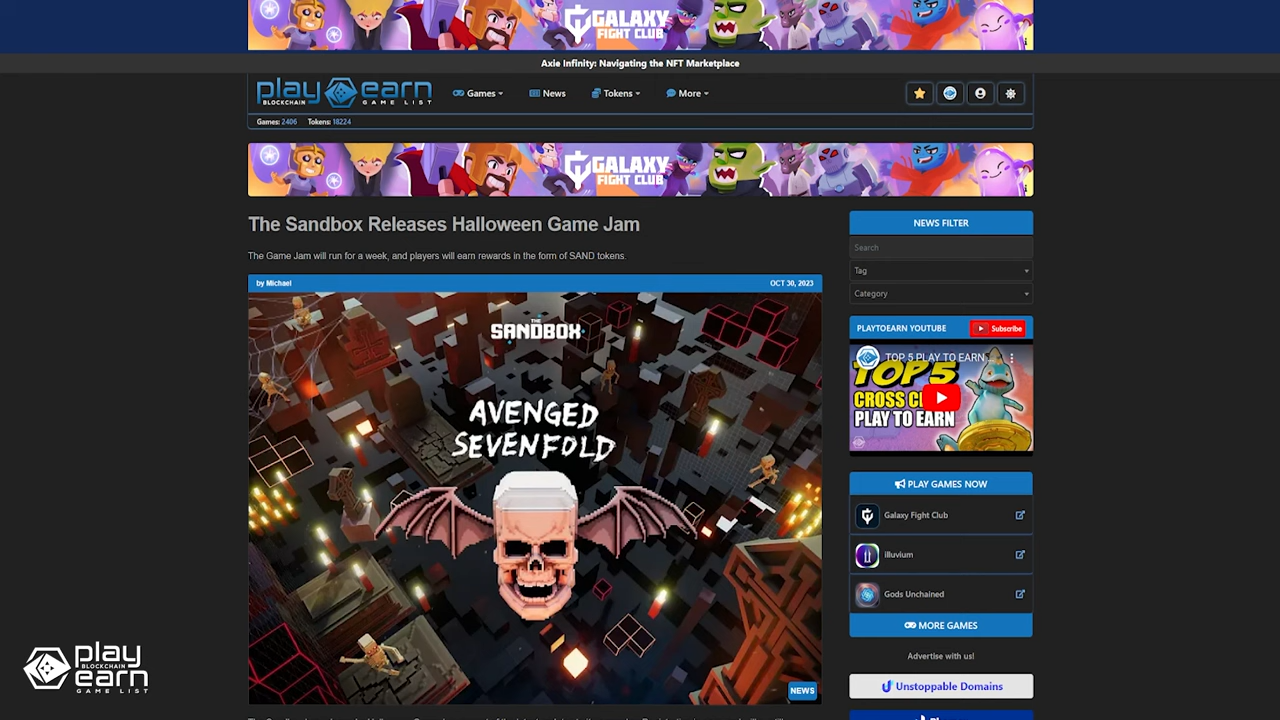 GALAXY
FIGHT CLUB
Axie Infinity: Navigating the NFT Marketplace
play earn
BLOCKCHAIN GAME LIST
Games
News
Tokens
More
Games: 2406 Tokens: 18224
GALAXY
FIGHT CLUB
The Sandbox Releases Halloween Game Jam
The Game Jam will run for a week, and players will earn rewards in the form of SAND tokens.
by Michael
OCT 30, 2023
THE
SANDBOX
AVENGED
SEVENFOLD
NEWS
NEWS FILTER
Search
Tag
Category
PLAYTOEARN YOUTUBE
Subscribe
TOP 5 PLAY TO EARN...
TOP 5
CROSS
PLAY TO EARN
PLAY GAMES NOW
Galaxy Fight Club
illuvium
Gods Unchained
MORE GAMES
Advertise with us!
Unstoppable Domains
play
BLOCKCHAIN
earn
GAME LIST